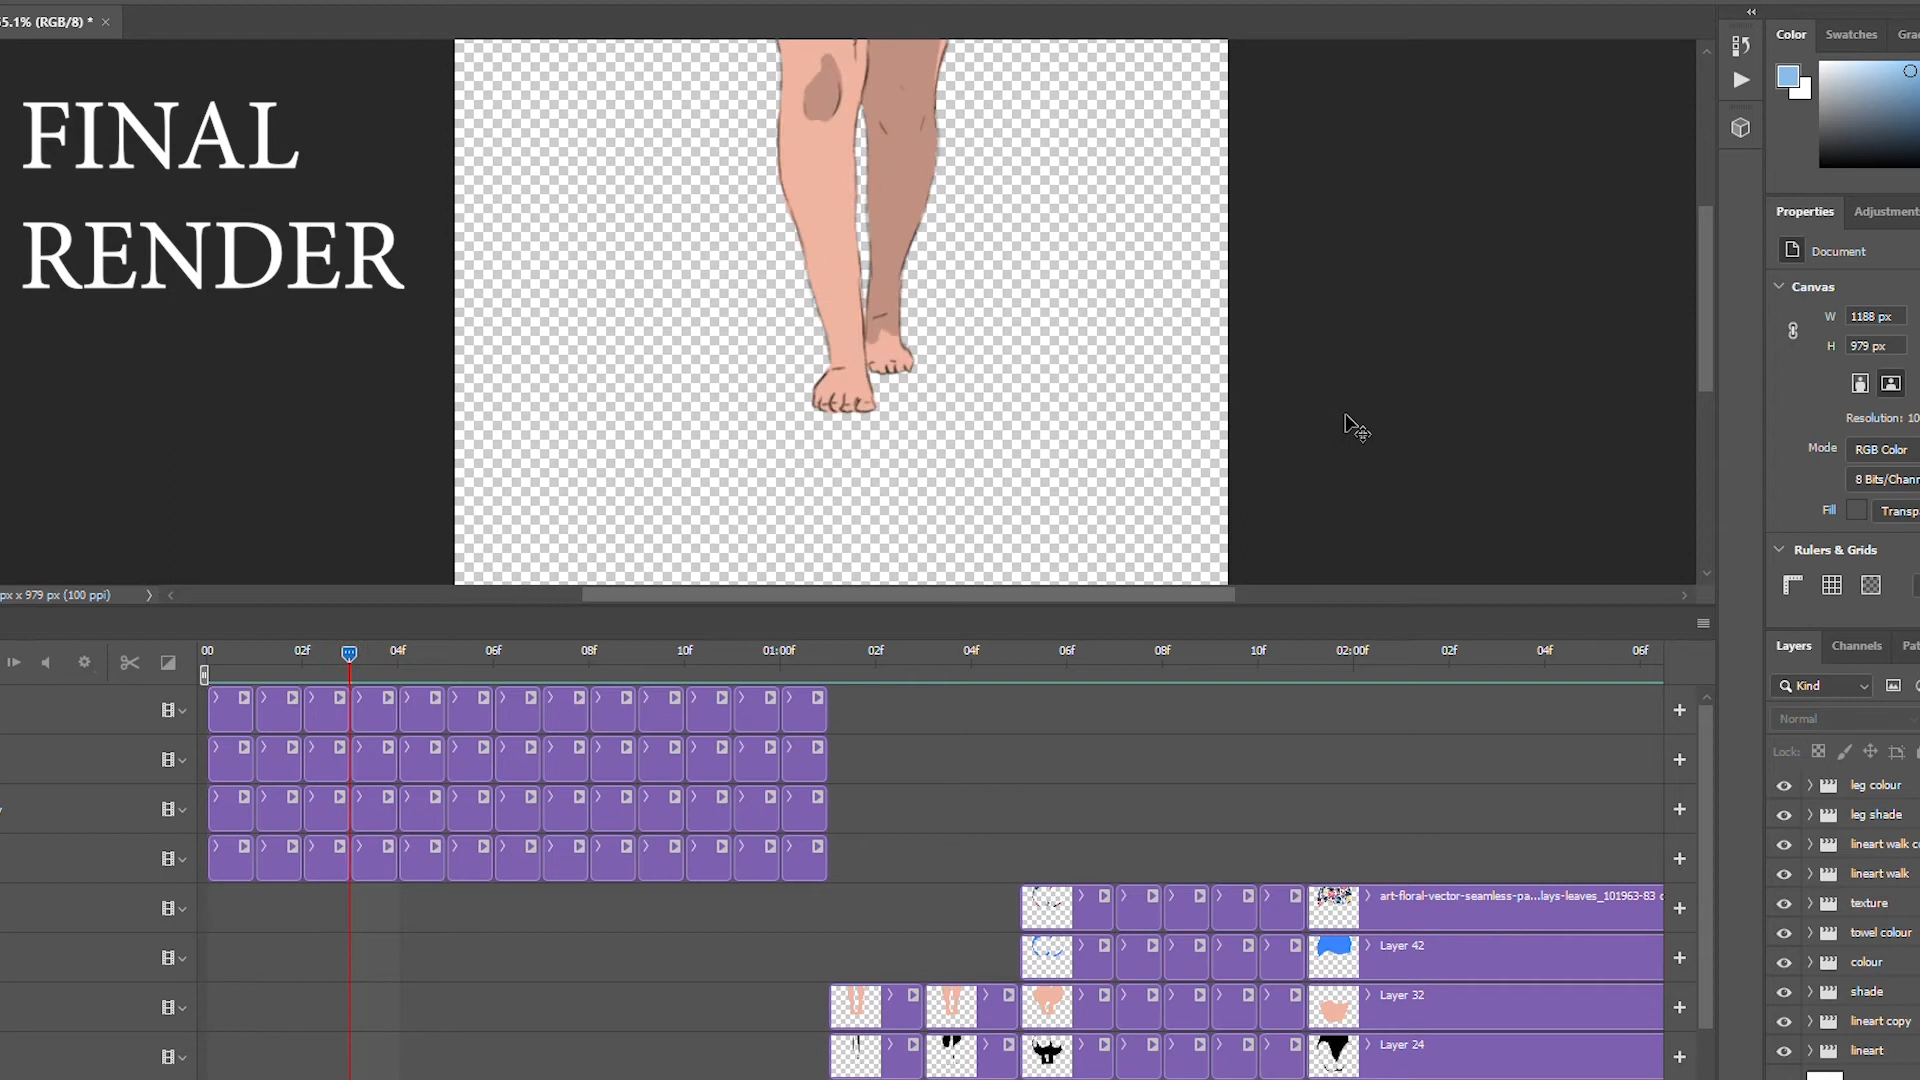 5.1% (RGB/8) *
FINAL
RENDER
Color Swatches
Properties
Document
Canvas
W 1188 px
H 979 px
Resolution: 10
Mode RGB Color
8 Bits/Chann
Fill Transp
Rulers & Grids
px x 979 px (100 ppi)
00 02f 04f 06f 08f 10f 01:00f 02f 04f 06f 08f 10f 02:00f 02f 04f 06f
art-floral-vector-seamless-pa...lays-leaves_101963-83
Layer 42
Layer 32
Layer 24
Layers Channels
Kind
Normal
Lock:
leg colour
leg shade
lineart walk
lineart walk
texture
towel colour
colour
shade
lineart copy
lineart